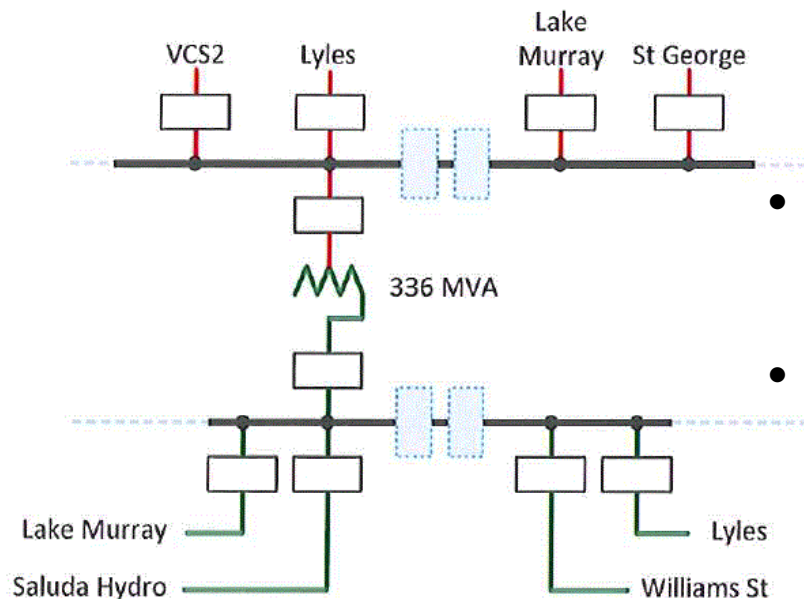 VCS2
Lyles
Lake
Murray
St George
336 MVA
Lake Murray
Lyles
Saluda Hydro
Williams St